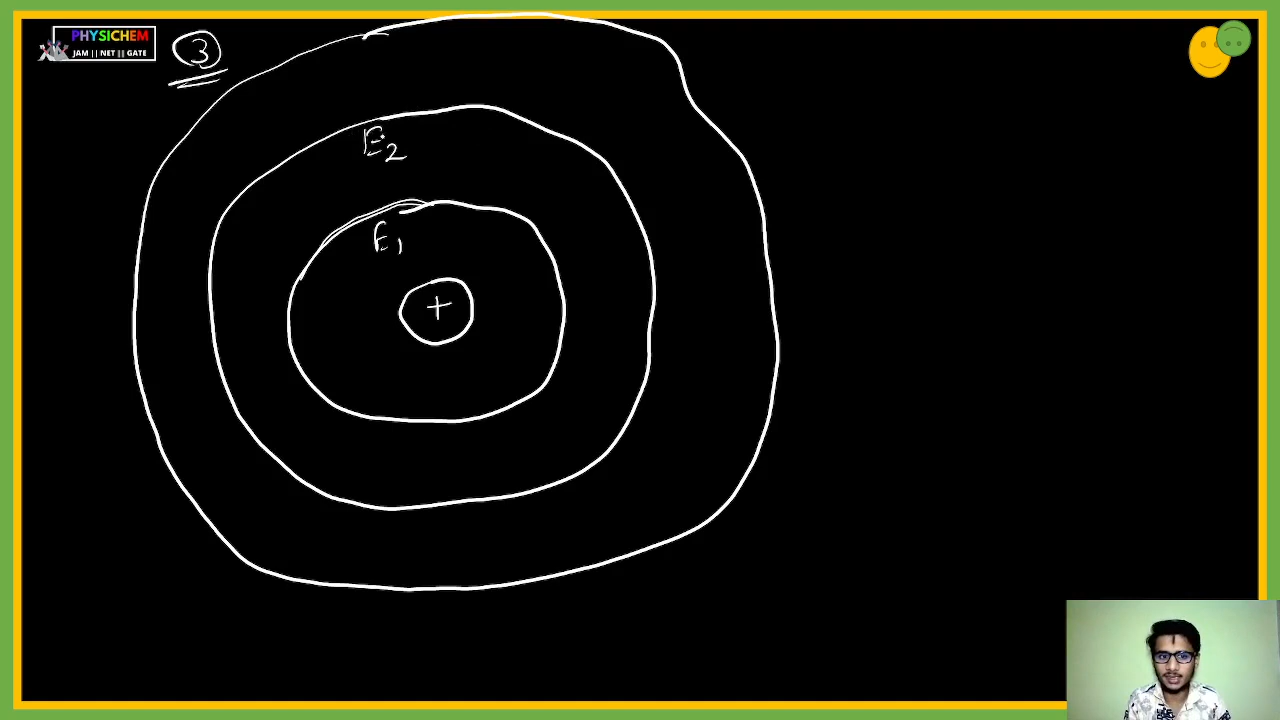 PHYSICHEM
JAM || NET || GATE
3
E2
E1
+